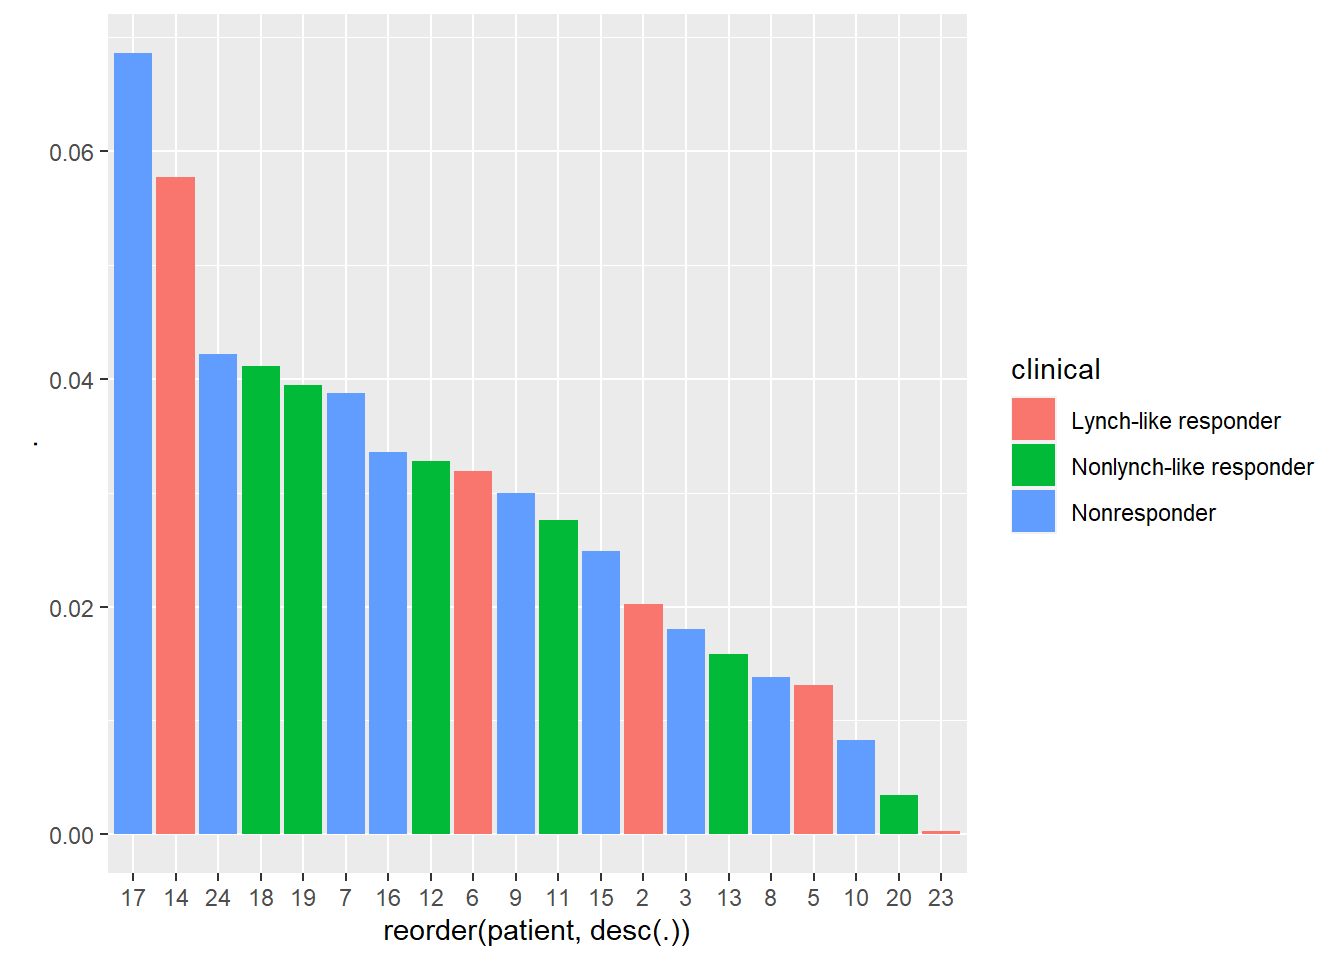 0.06
0.04
0.02
0.00
.
17 14 24 18 19 7 16 12 6 9 11 15 2 3 13 8 5 10 20 23
reorder(patient, desc(.))
clinical
Lynch-like responder
Nonlynch-like responder
Nonresponder